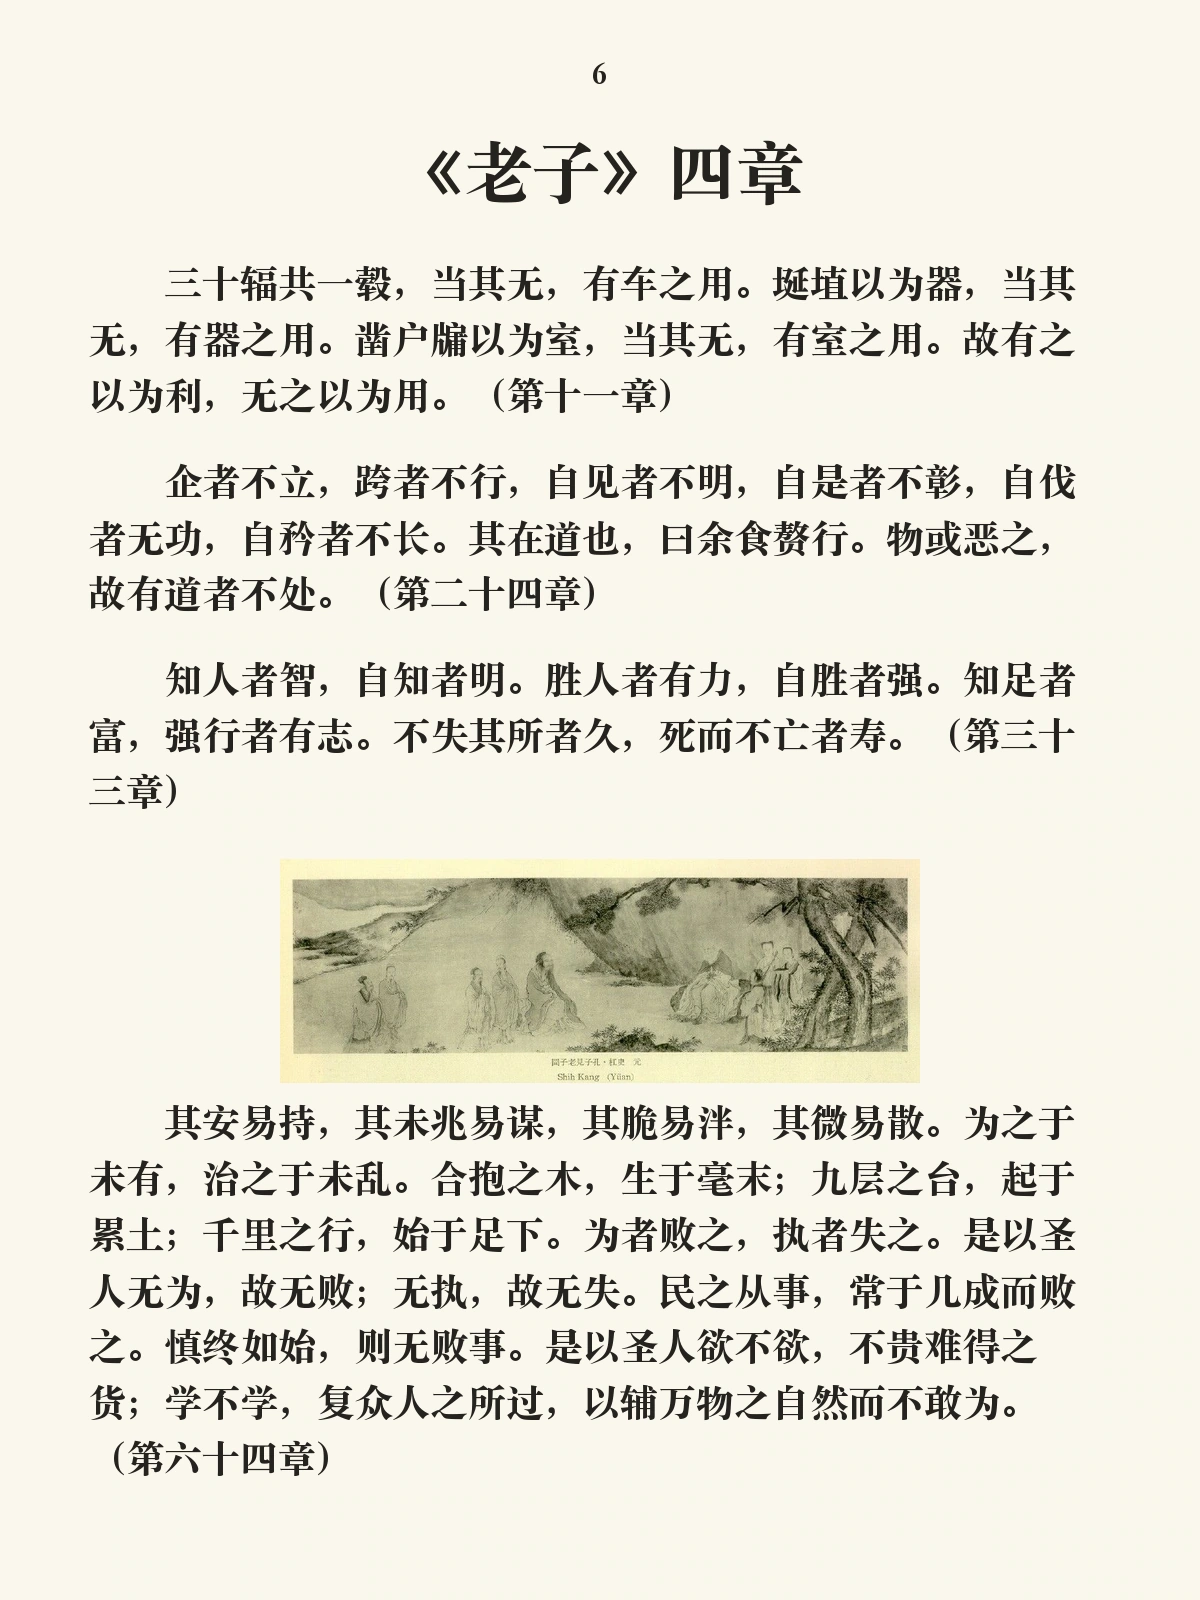 6
《老子》四章
三十辐共一毂，当其无，有车之用。埏埴以为器，当其
无，有器之用。凿户牖以为室，当其无，有室之用。故有之
以为利，无之以为用。（第十一章）
企者不立，跨者不行，自见者不明，自是者不彰，自伐
者无功，自矜者不长。其在道也，曰余食赘行。物或恶之，
故有道者不处。（第二十四章）
知人者智，自知者明。胜人者有力，自胜者强。知足者
富，强行者有志。不失其所者久，死而不亡者寿。（第三十
三章）
圖子老見子孔·杠吏 元
Shih Kang (Yüan)
其安易持，其未兆易谋，其脆易泮，其微易散。为之于
未有，治之于未乱。合抱之木，生于毫末；九层之台，起于
累土；千里之行，始于足下。为者败之，执者失之。是以圣
人无为，故无败；无执，故无失。民之从事，常于几成而败
之。慎终如始，则无败事。是以圣人欲不欲，不贵难得之
货；学不学，复众人之所过，以辅万物之自然而不敢为。
（第六十四章）